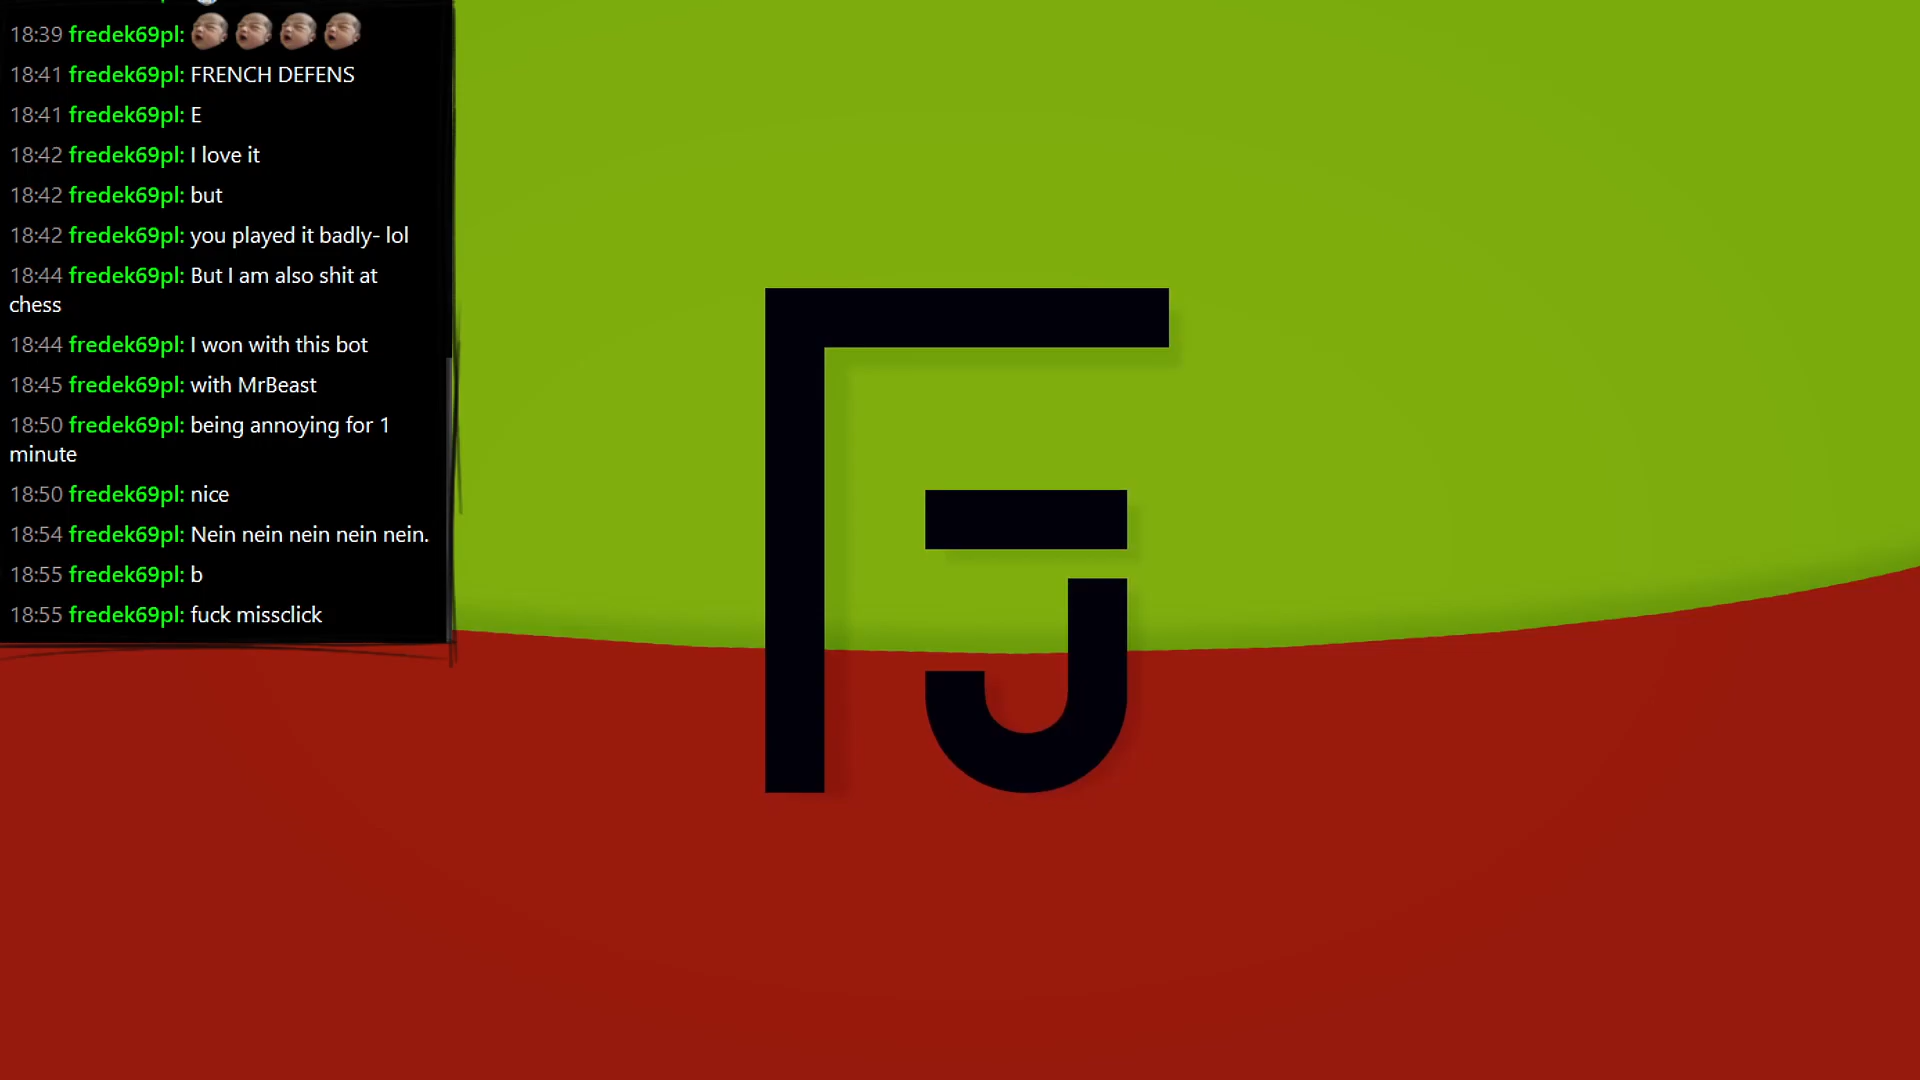 18:39 fredek69pl:
18:41 fredek69pl: FRENCH DEFENS
18:41 fredek69pl: E
18:42 fredek69pl: I love it
18:42 fredek69pl: but
18:42 fredek69pl: you played it badly- lol
18:44 fredek69pl: But I am also shit at
chess
18:44 fredek69pl: I won with this bot
18:45 fredek69pl: with MrBeast
18:50 fredek69pl: being annoying for 1
minute
18:50 fredek69pl: nice
18:54 fredek69pl: Nein nein nein nein nein.
18:55 fredek69pl: b
18:55 fredek69pl: fuck missclick
FJ